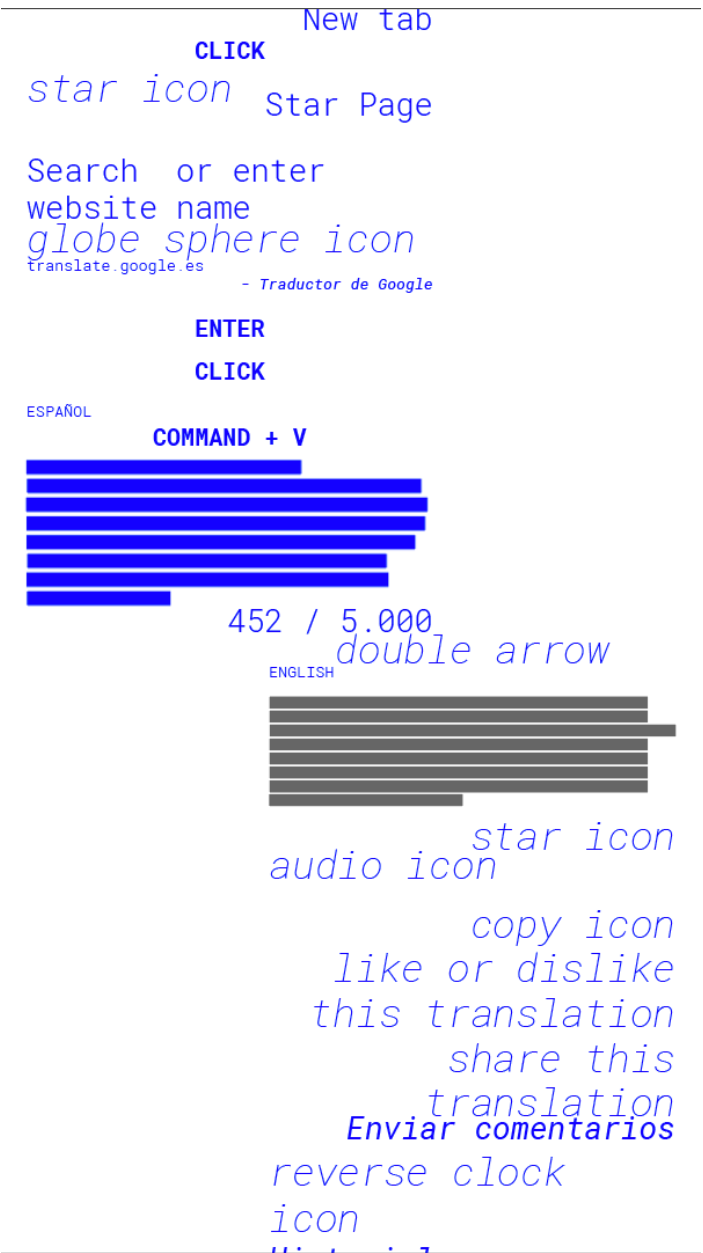 New tab
CLICK
star icon
Star Page
Search or enter
website name
globe sphere icon
translate.google.es
- Traductor de Google
ENTER
CLICK
ESPAÑOL
COMMAND + V
452 / 5.000
double arrow
ENGLISH
star icon
audio icon
copy icon
like or dislike
this translation
share this
translation
Enviar comentarios
reverse clock
icon